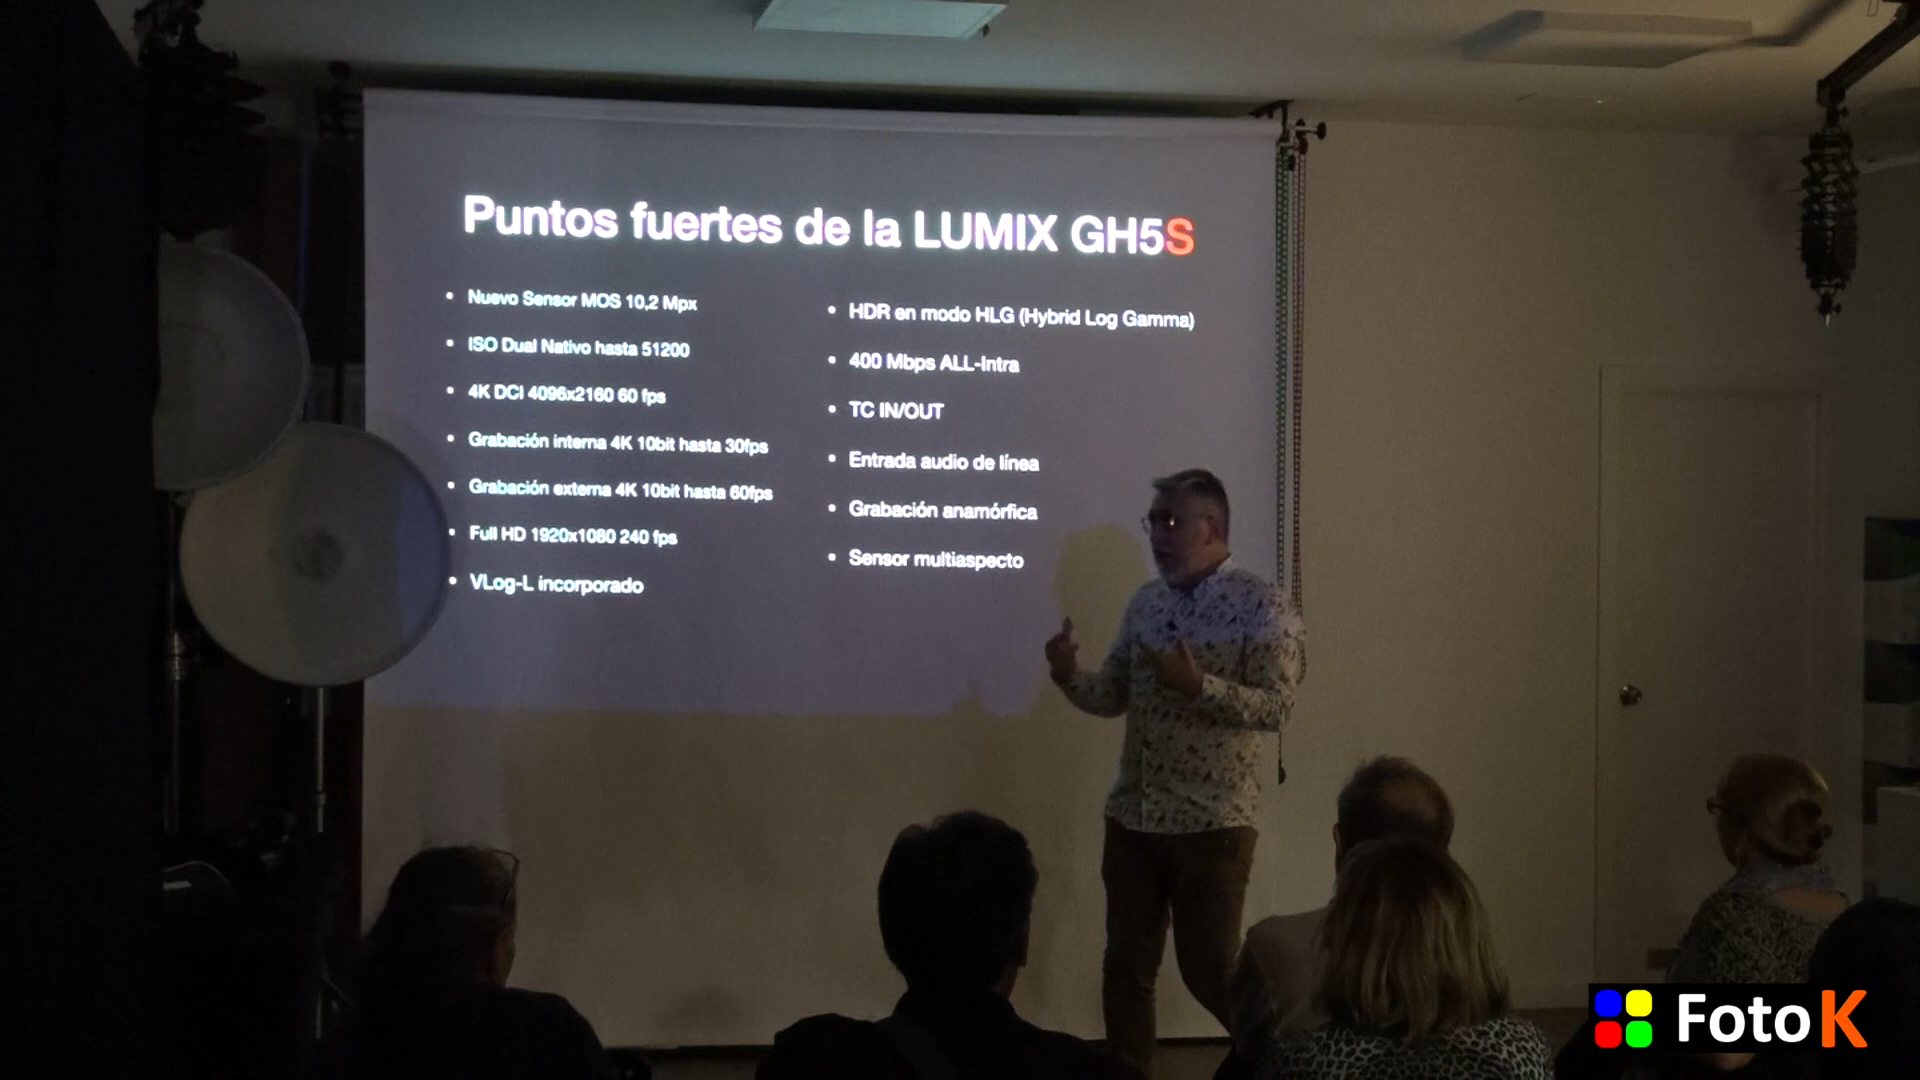 Puntos fuertes de la LUMIX GH5S
• Nuevo Sensor MOS 10,2 Mpx
• ISO Dual Nativo hasta 51200
• 4K DCI 4096x2160 60 fps
• Grabación interna 4K 10bit hasta 30fps
• Grabación externa 4K 10bit hasta 60fps
• Full HD 1920x1080 240 fps
• VLog-L incorporado
• HDR en modo HLG (Hybrid Log Gamma)
• 400 Mbps ALL-Intra
• TC IN/OUT
• Entrada audio de línea
• Grabación anamórfica
• Sensor multiaspecto
FotoK